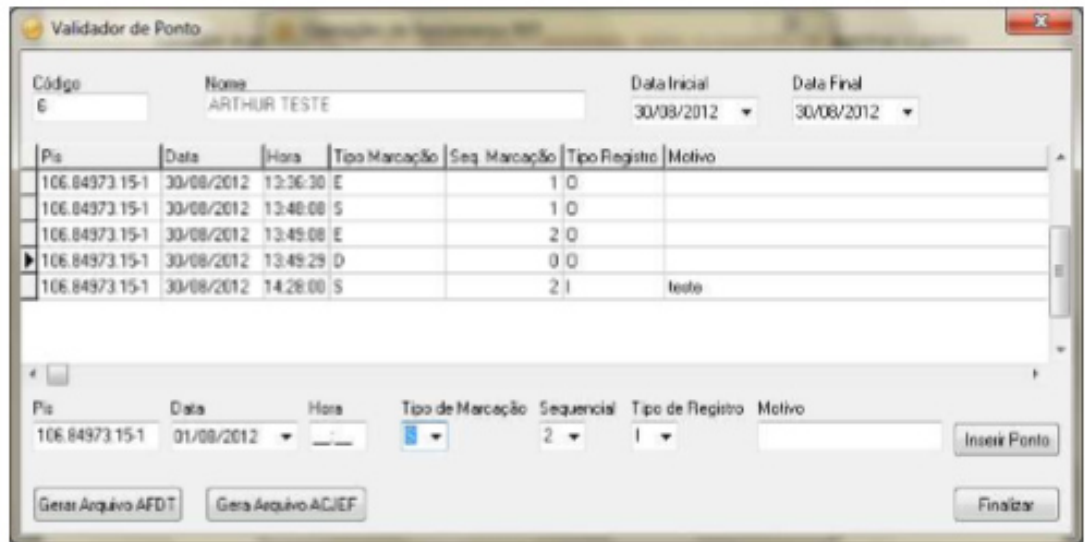 Validador de Ponto
Código Nome Data Inicial Data Final
6 ARTHUR TESTE 30/08/2012 30/08/2012
Pis Data Hora Tipo Marcação Seq. Marcação Tipo Registro Motivo
106.84973.15-1 30/08/2012 13:36:30 E 1 O
106.84973.15-1 30/08/2012 13:48:08 S 1 O
106.84973.15-1 30/08/2012 13:49:08 E 2 O
106.84973.15-1 30/08/2012 13:49:29 D 0 O
106.84973.15-1 30/08/2012 14:28:00 S 2 I teste
Pis Data Hora Tipo de Marcação Sequencial Tipo de Registro Motivo
106.84973.15-1 01/08/2012 __:__ S 2 I Inserir Ponto
Gerar Arquivo AFDT Gera Arquivo ACJEF Finalizar